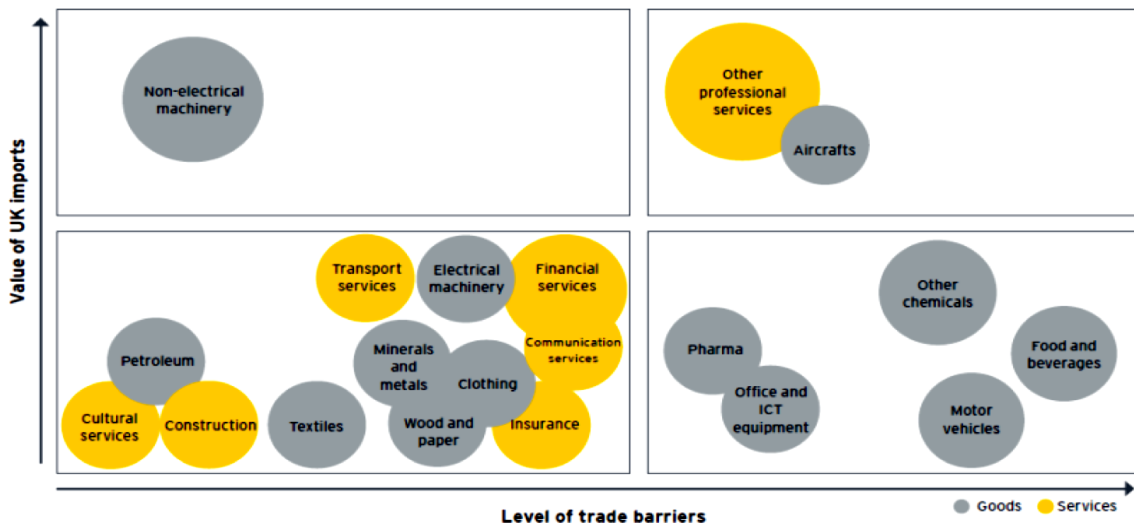 Value of UK imports
Non-electrical
machinery
Other
professional
services
Aircrafts
Transport
services
Electrical
machinery
Financial
services
Communication
services
Petroleum
Minerals
and
metals
Clothing
Cultural
services
Construction
Textiles
Wood and
paper
Insurance
Other
chemicals
Pharma
Food and
beverages
Office and
ICT
equipment
Motor
vehicles
Level of trade barriers
Goods
Services